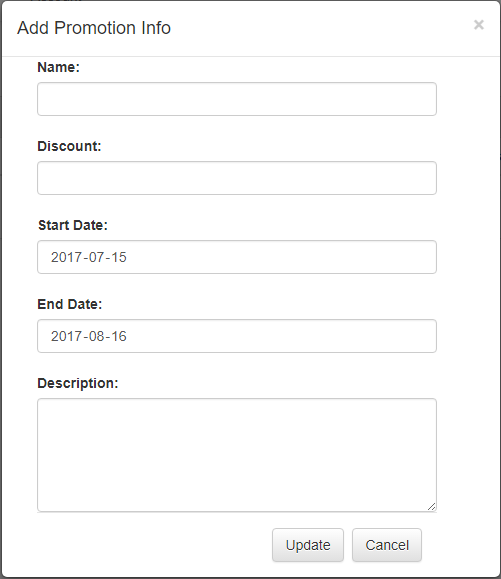 Add Promotion Info ×
Name:
Discount:
Start Date:
2017-07-15
End Date:
2017-08-16
Description:
Update Cancel